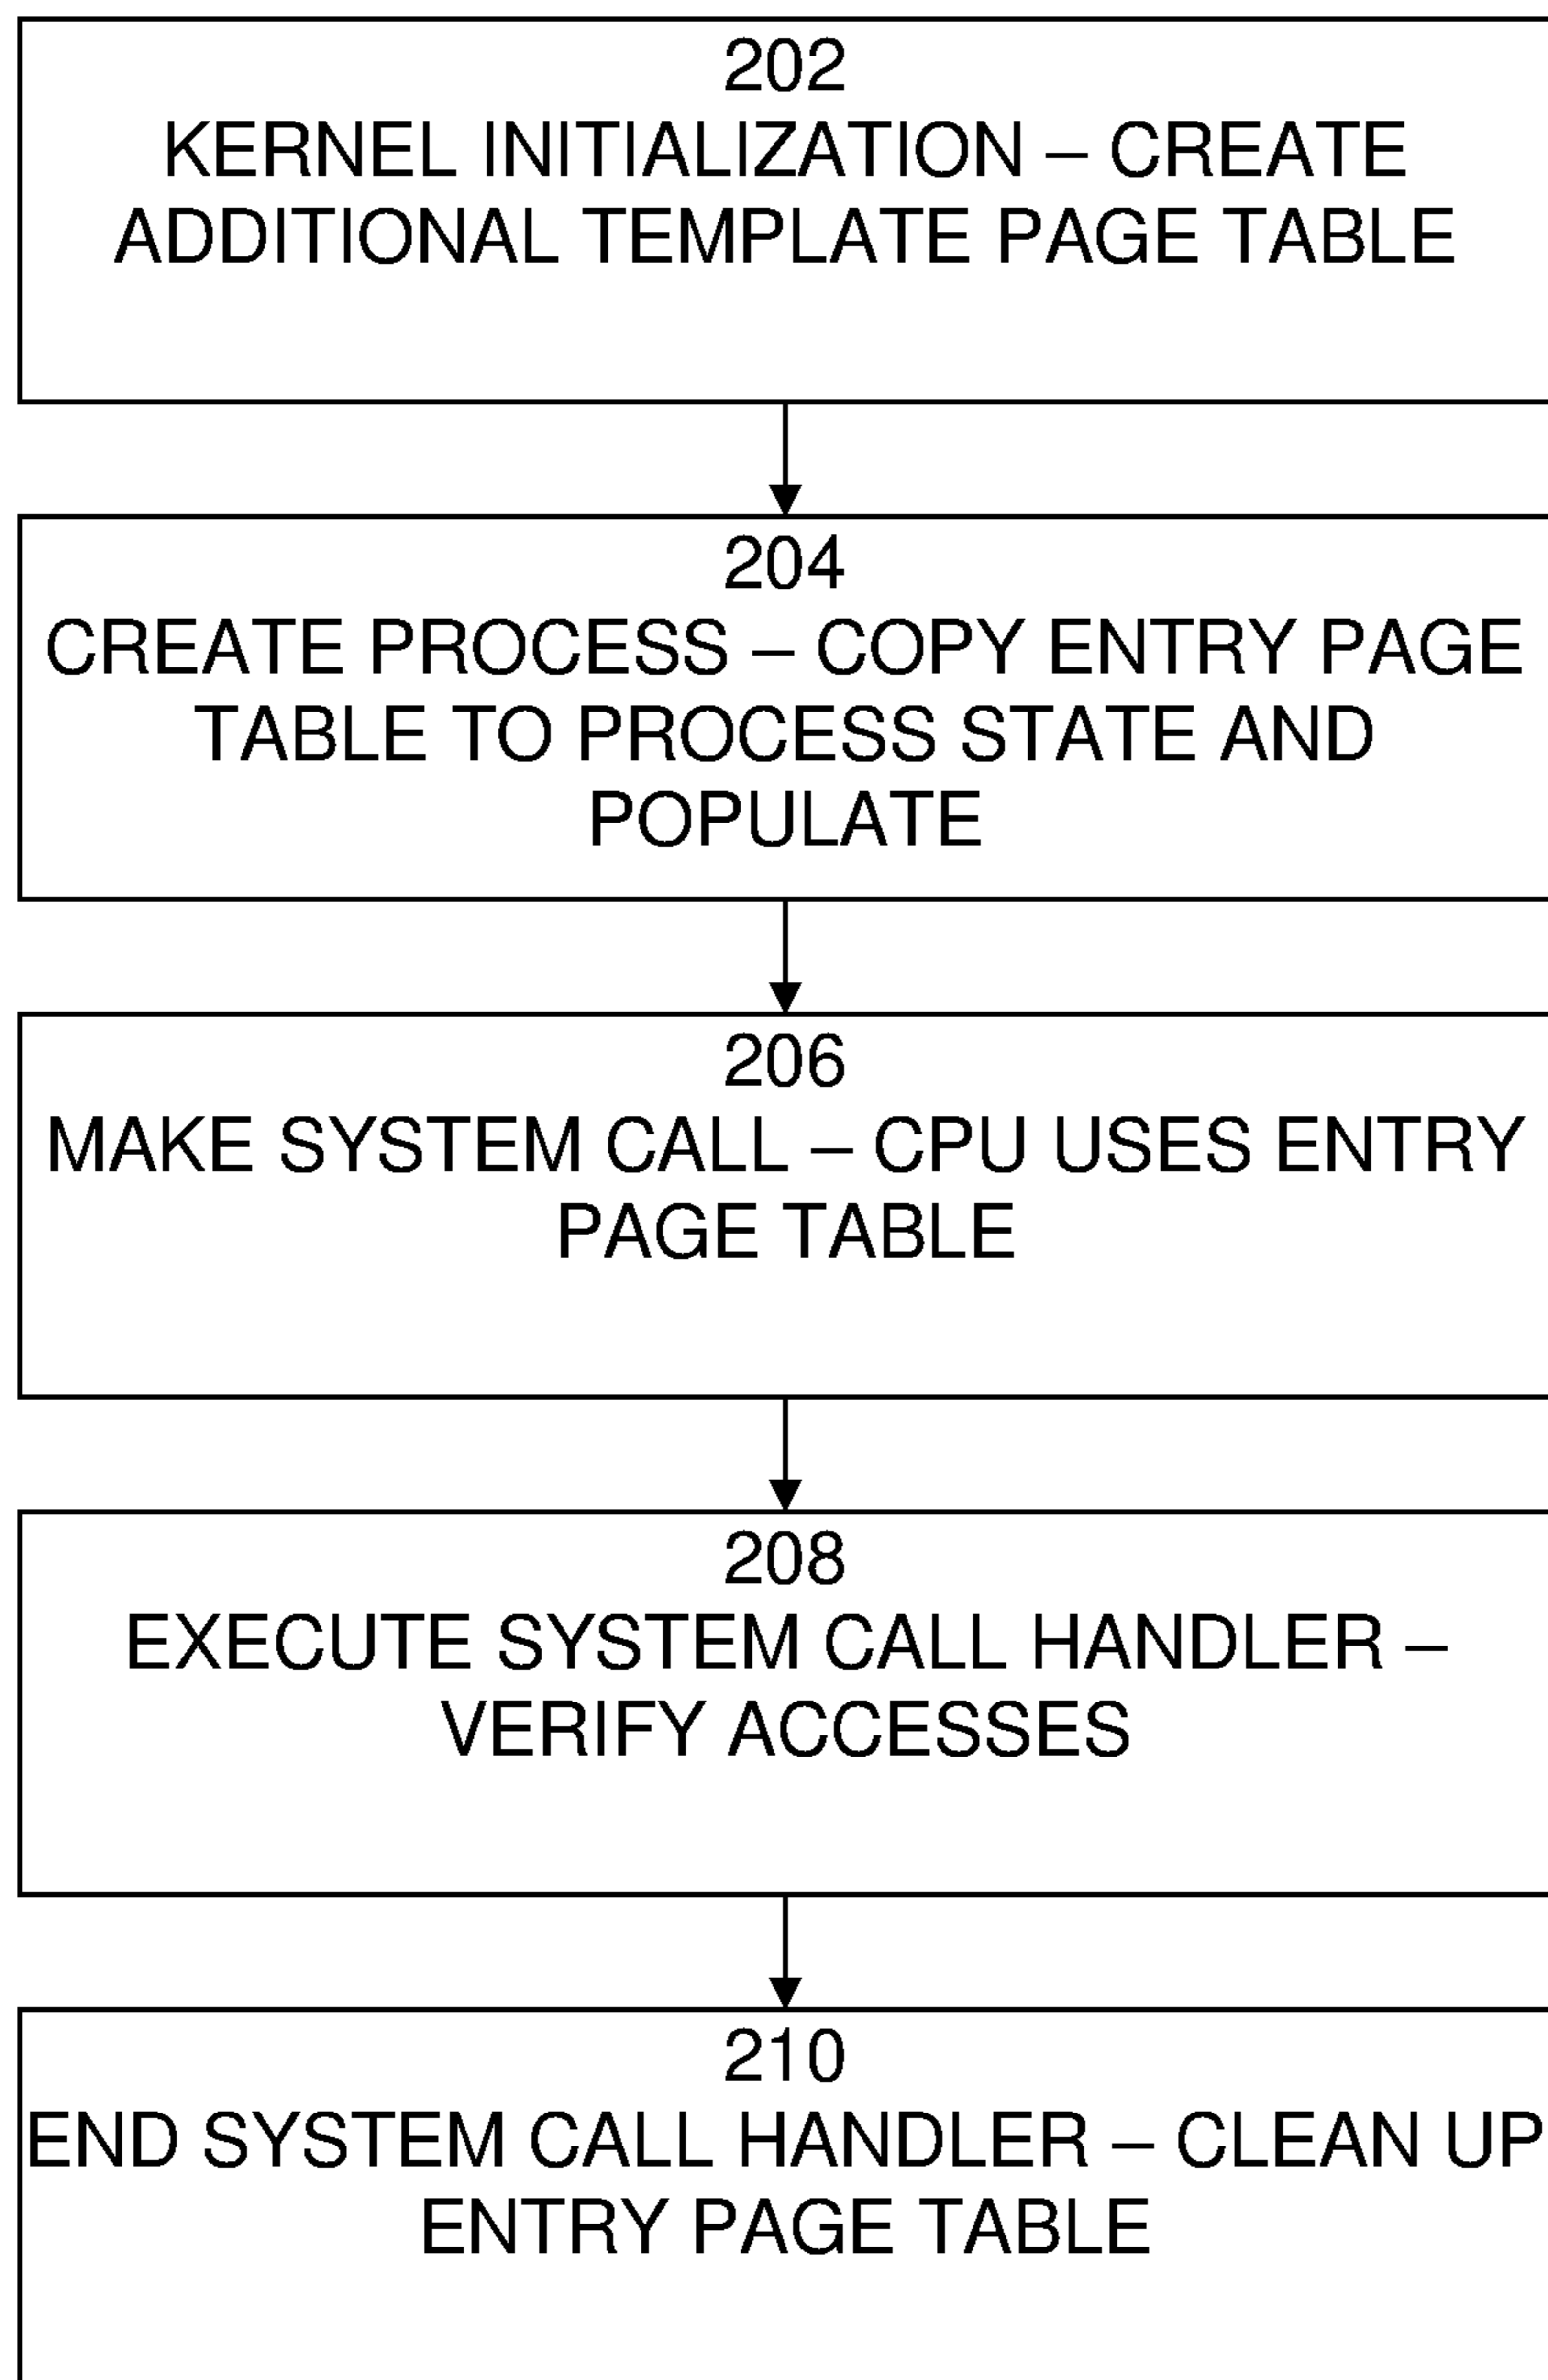 202
KERNEL INITIALIZATION – CREATE
ADDITIONAL TEMPLATE PAGE TABLE
204
CREATE PROCESS – COPY ENTRY PAGE
TABLE TO PROCESS STATE AND
POPULATE
206
MAKE SYSTEM CALL – CPU USES ENTRY
PAGE TABLE
208
EXECUTE SYSTEM CALL HANDLER –
VERIFY ACCESSES
210
END SYSTEM CALL HANDLER – CLEAN UP
ENTRY PAGE TABLE